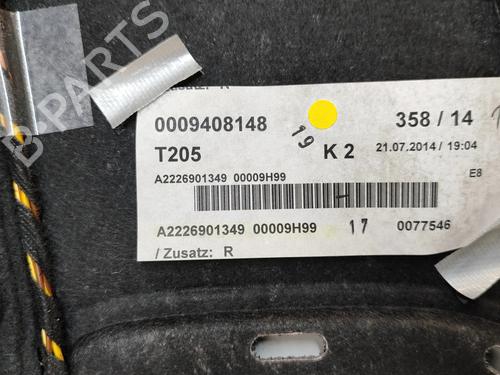 B-PARTS
/Zusatz: R
0009408148
358 / 14
19
T205
K 2
21.07.2014 / 19:04
A2226901349 00009H99
E8
A2226901349 00009H99
17
0077546
/ Zusatz: R